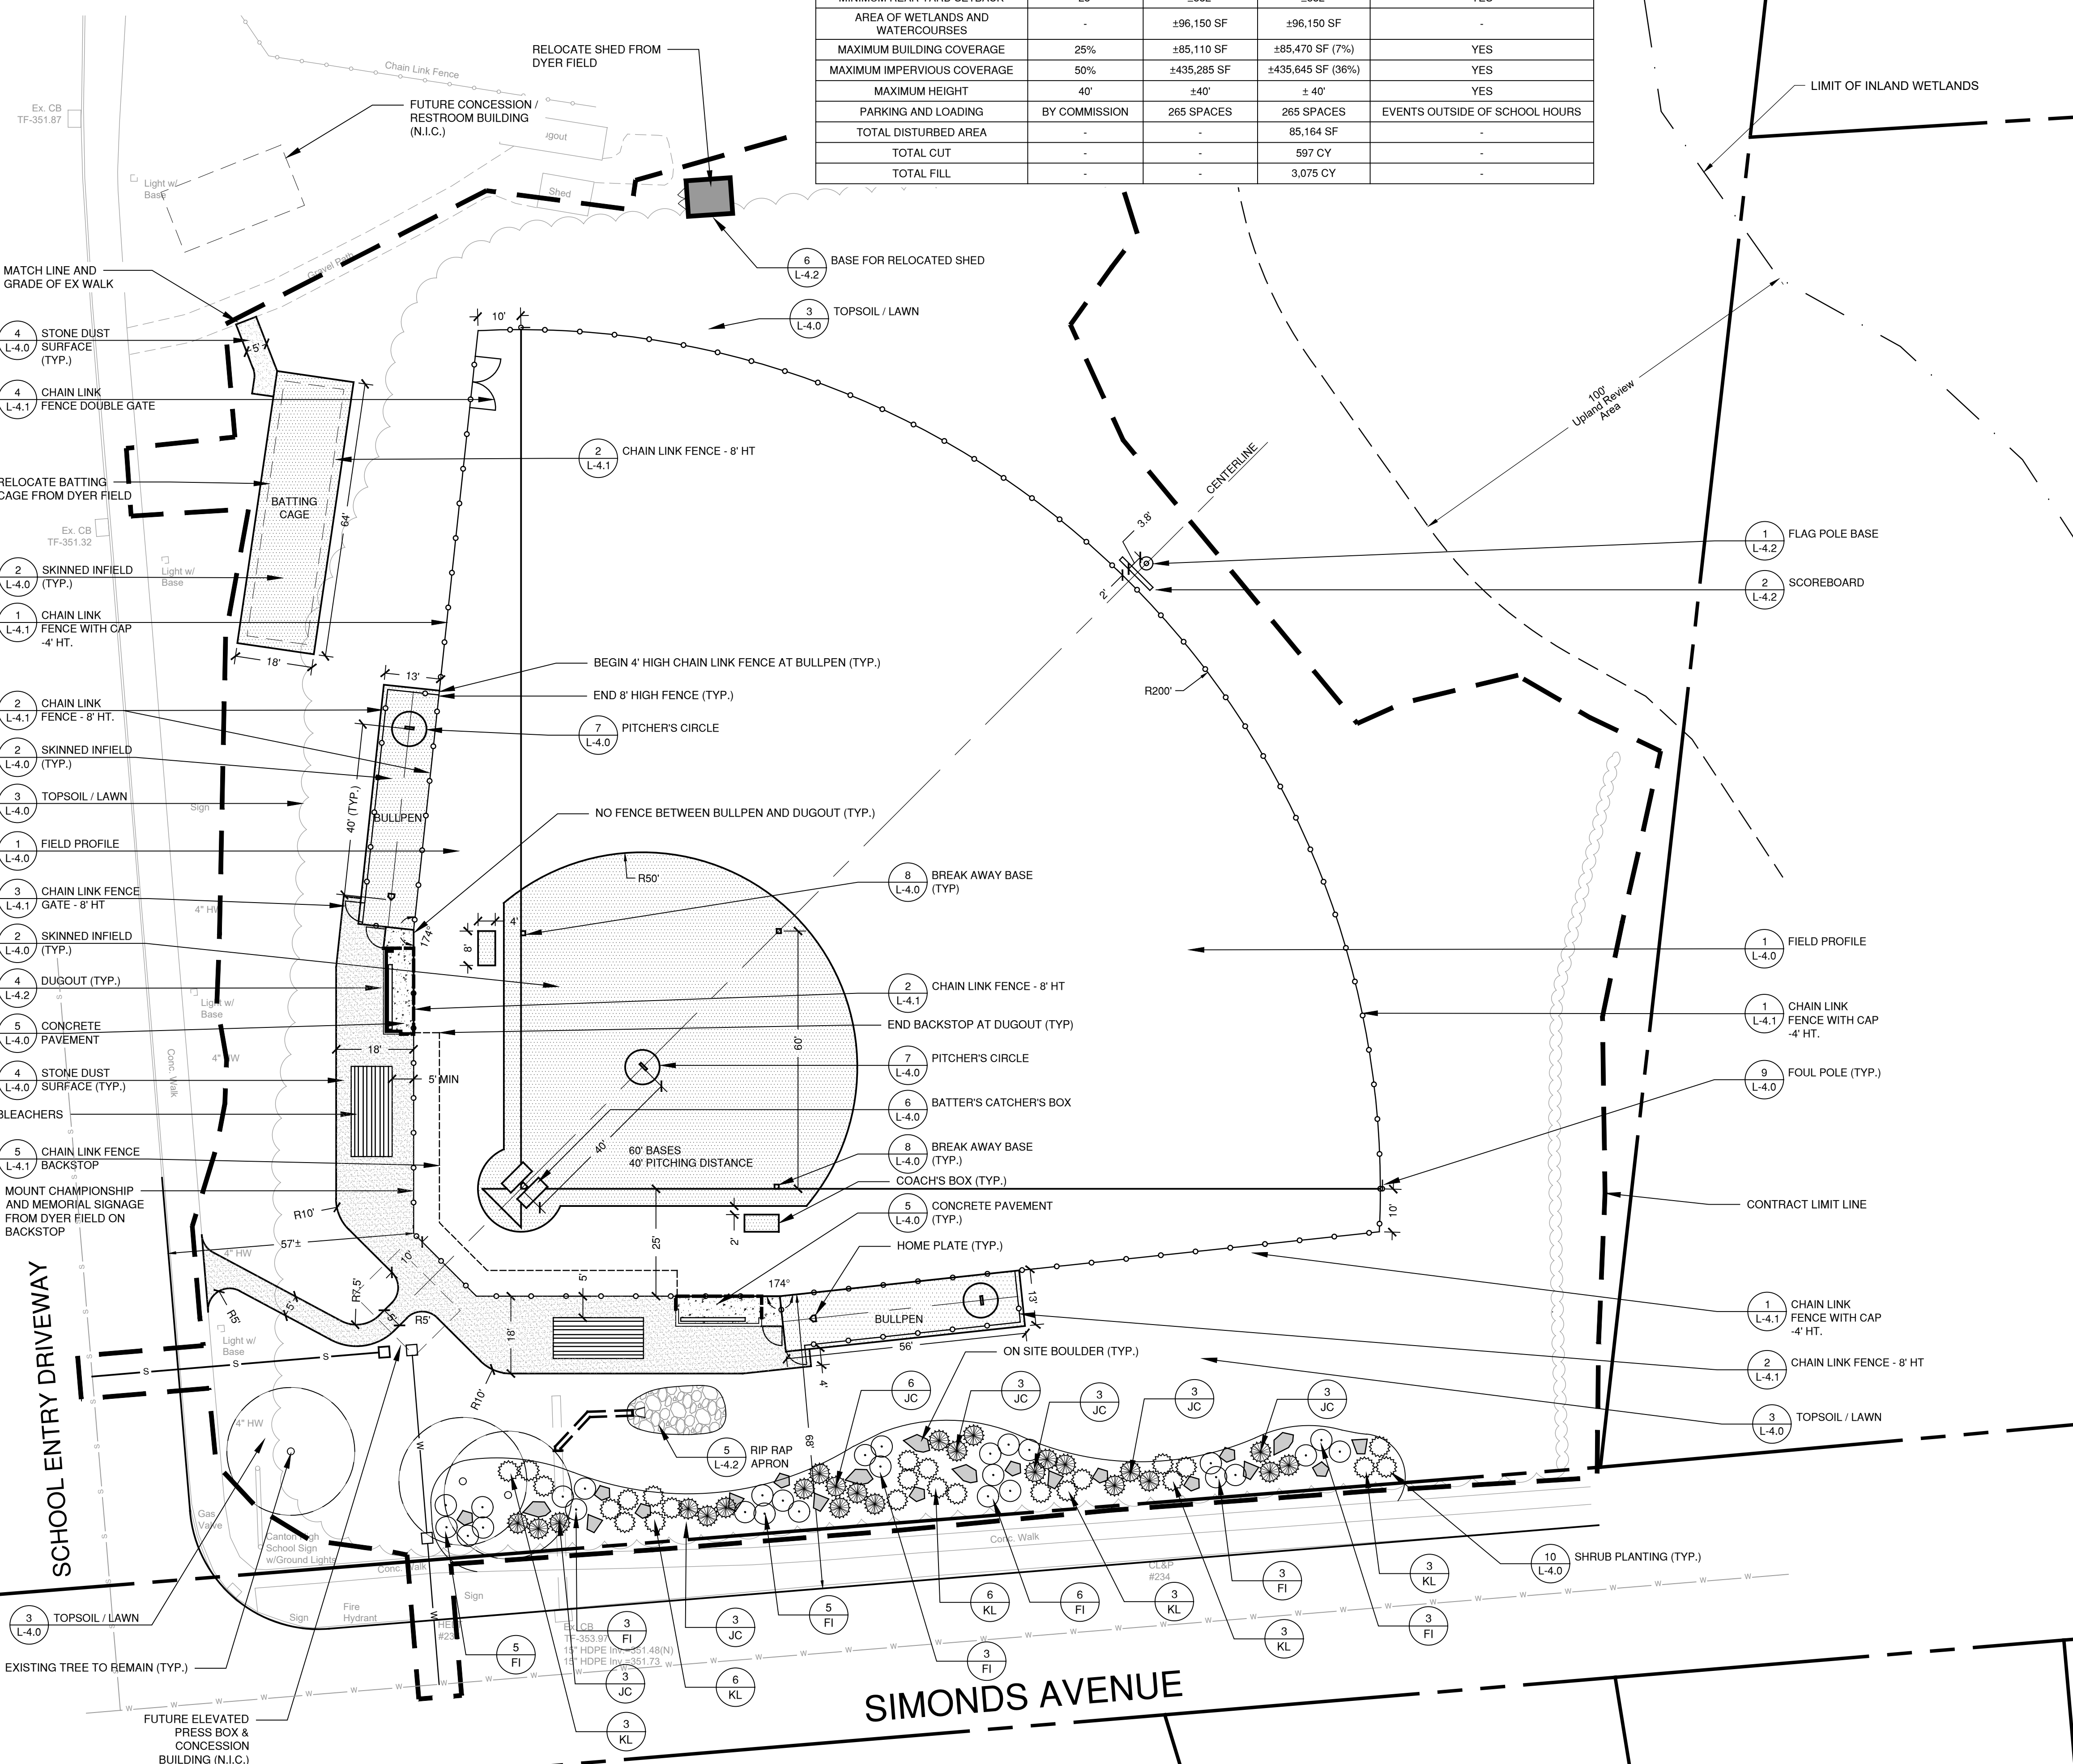 AREA OF WETLANDS AND
WATERCOURSES
-
±96,150 SF
±96,150 SF
-
MAXIMUM BUILDING COVERAGE
25%
±85,110 SF
±85,470 SF (7%)
YES
MAXIMUM IMPERVIOUS COVERAGE
50%
±435,285 SF
±435,645 SF (36%)
YES
MAXIMUM HEIGHT
40'
±40'
± 40'
YES
PARKING AND LOADING
BY COMMISSION
265 SPACES
265 SPACES
EVENTS OUTSIDE OF SCHOOL HOURS
TOTAL DISTURBED AREA
-
-
85,164 SF
-
TOTAL CUT
-
-
597 CY
-
TOTAL FILL
-
-
3,075 CY
-
RELOCATE SHED FROM
DYER FIELD
Chain Link Fence
FUTURE CONCESSION /
RESTROOM BUILDING
(N.I.C.)
Ex. CB
TF-351.87
Light w/
Base
Shed
Gravel Path
LIMIT OF INLAND WETLANDS
6
L-4.2
BASE FOR RELOCATED SHED
3
L-4.0
TOPSOIL / LAWN
MATCH LINE AND
GRADE OF EX WALK
4
L-4.0
STONE DUST
SURFACE
(TYP.)
5'
10'
4
L-4.1
CHAIN LINK
FENCE DOUBLE GATE
2
L-4.1
CHAIN LINK FENCE - 8' HT
100'
Upland Review
Area
CENTERLINE
3.8'
2'
RELOCATE BATTING
CAGE FROM DYER FIELD
BATTING
CAGE
64'
18'
Ex. CB
TF-351.32
Light w/
Base
2
L-4.0
SKINNED INFIELD
(TYP.)
1
L-4.1
CHAIN LINK
FENCE WITH CAP
-4' HT.
1
L-4.2
FLAG POLE BASE
2
L-4.2
SCOREBOARD
13'
BEGIN 4' HIGH CHAIN LINK FENCE AT BULLPEN (TYP.)
END 8' HIGH FENCE (TYP.)
7
L-4.0
PITCHER'S CIRCLE
R200'
2
L-4.1
CHAIN LINK
FENCE - 8' HT.
2
L-4.0
SKINNED INFIELD
(TYP.)
3
L-4.0
TOPSOIL / LAWN
Sign
40' (TYP.)
BULLPEN
NO FENCE BETWEEN BULLPEN AND DUGOUT (TYP.)
1
L-4.0
FIELD PROFILE
R50'
8
L-4.0
BREAK AWAY BASE
(TYP)
3
L-4.1
CHAIN LINK FENCE
GATE - 8' HT
4" HW
2
L-4.0
SKINNED INFIELD
(TYP.)
174°
4'
8'
1
L-4.0
FIELD PROFILE
4
L-4.2
DUGOUT (TYP.)
Light w/
Base
2
L-4.1
CHAIN LINK FENCE - 8' HT
1
L-4.1
CHAIN LINK
FENCE WITH CAP
-4' HT.
5
L-4.0
CONCRETE
PAVEMENT
END BACKSTOP AT DUGOUT (TYP)
60'
18'
4" HW
Conc. Walk
7
L-4.0
PITCHER'S CIRCLE
4
L-4.0
STONE DUST
SURFACE (TYP.)
5' MIN
9
L-4.0
FOUL POLE (TYP.)
BLEACHERS
6
L-4.0
BATTER'S CATCHER'S BOX
5
L-4.1
CHAIN LINK FENCE
BACKSTOP
40'
60' BASES
40' PITCHING DISTANCE
8
L-4.0
BREAK AWAY BASE
(TYP.)
COACH'S BOX (TYP.)
MOUNT CHAMPIONSHIP
AND MEMORIAL SIGNAGE
FROM DYER FIELD ON
BACKSTOP
R10'
5
L-4.0
CONCRETE PAVEMENT
(TYP.)
CONTRACT LIMIT LINE
10'
57'±
4" HW
10'
25'
2'
HOME PLATE (TYP.)
SCHOOL ENTRY DRIVEWAY
R5'
5'
R7.5'
5'
R5'
5'
174°
13'
BULLPEN
56'
18'
4'
1
L-4.1
CHAIN LINK
FENCE WITH CAP
-4' HT.
Light w/
Base
S
S
S
ON SITE BOULDER (TYP.)
2
L-4.1
CHAIN LINK FENCE - 8' HT
R10'
6
JC
3
JC
3
JC
3
JC
3
JC
3
L-4.0
TOPSOIL / LAWN
4" HW
W
5
L-4.2
RIP RAP
APRON
68'
Gas
Valve
Canton High
School Sign
w/Ground Lights
Conc. Walk
Conc. Walk
CL&P
#234
10
L-4.0
SHRUB PLANTING (TYP.)
3
L-4.0
TOPSOIL / LAWN
Sign
Fire
Hydrant
Sign
5
FI
3
FI
3
JC
3
KL
3
JC
6
KL
5
FI
6
KL
3
FI
6
FI
3
KL
3
KL
3
FI
3
FI
3
KL
TF-353.97
15" HDPE Inv.=351.48(N)
15" HDPE Inv.=351.73
EXISTING TREE TO REMAIN (TYP.)
SIMONDS AVENUE
FUTURE ELEVATED
PRESS BOX &
CONCESSION
BUILDING (N.I.C.)